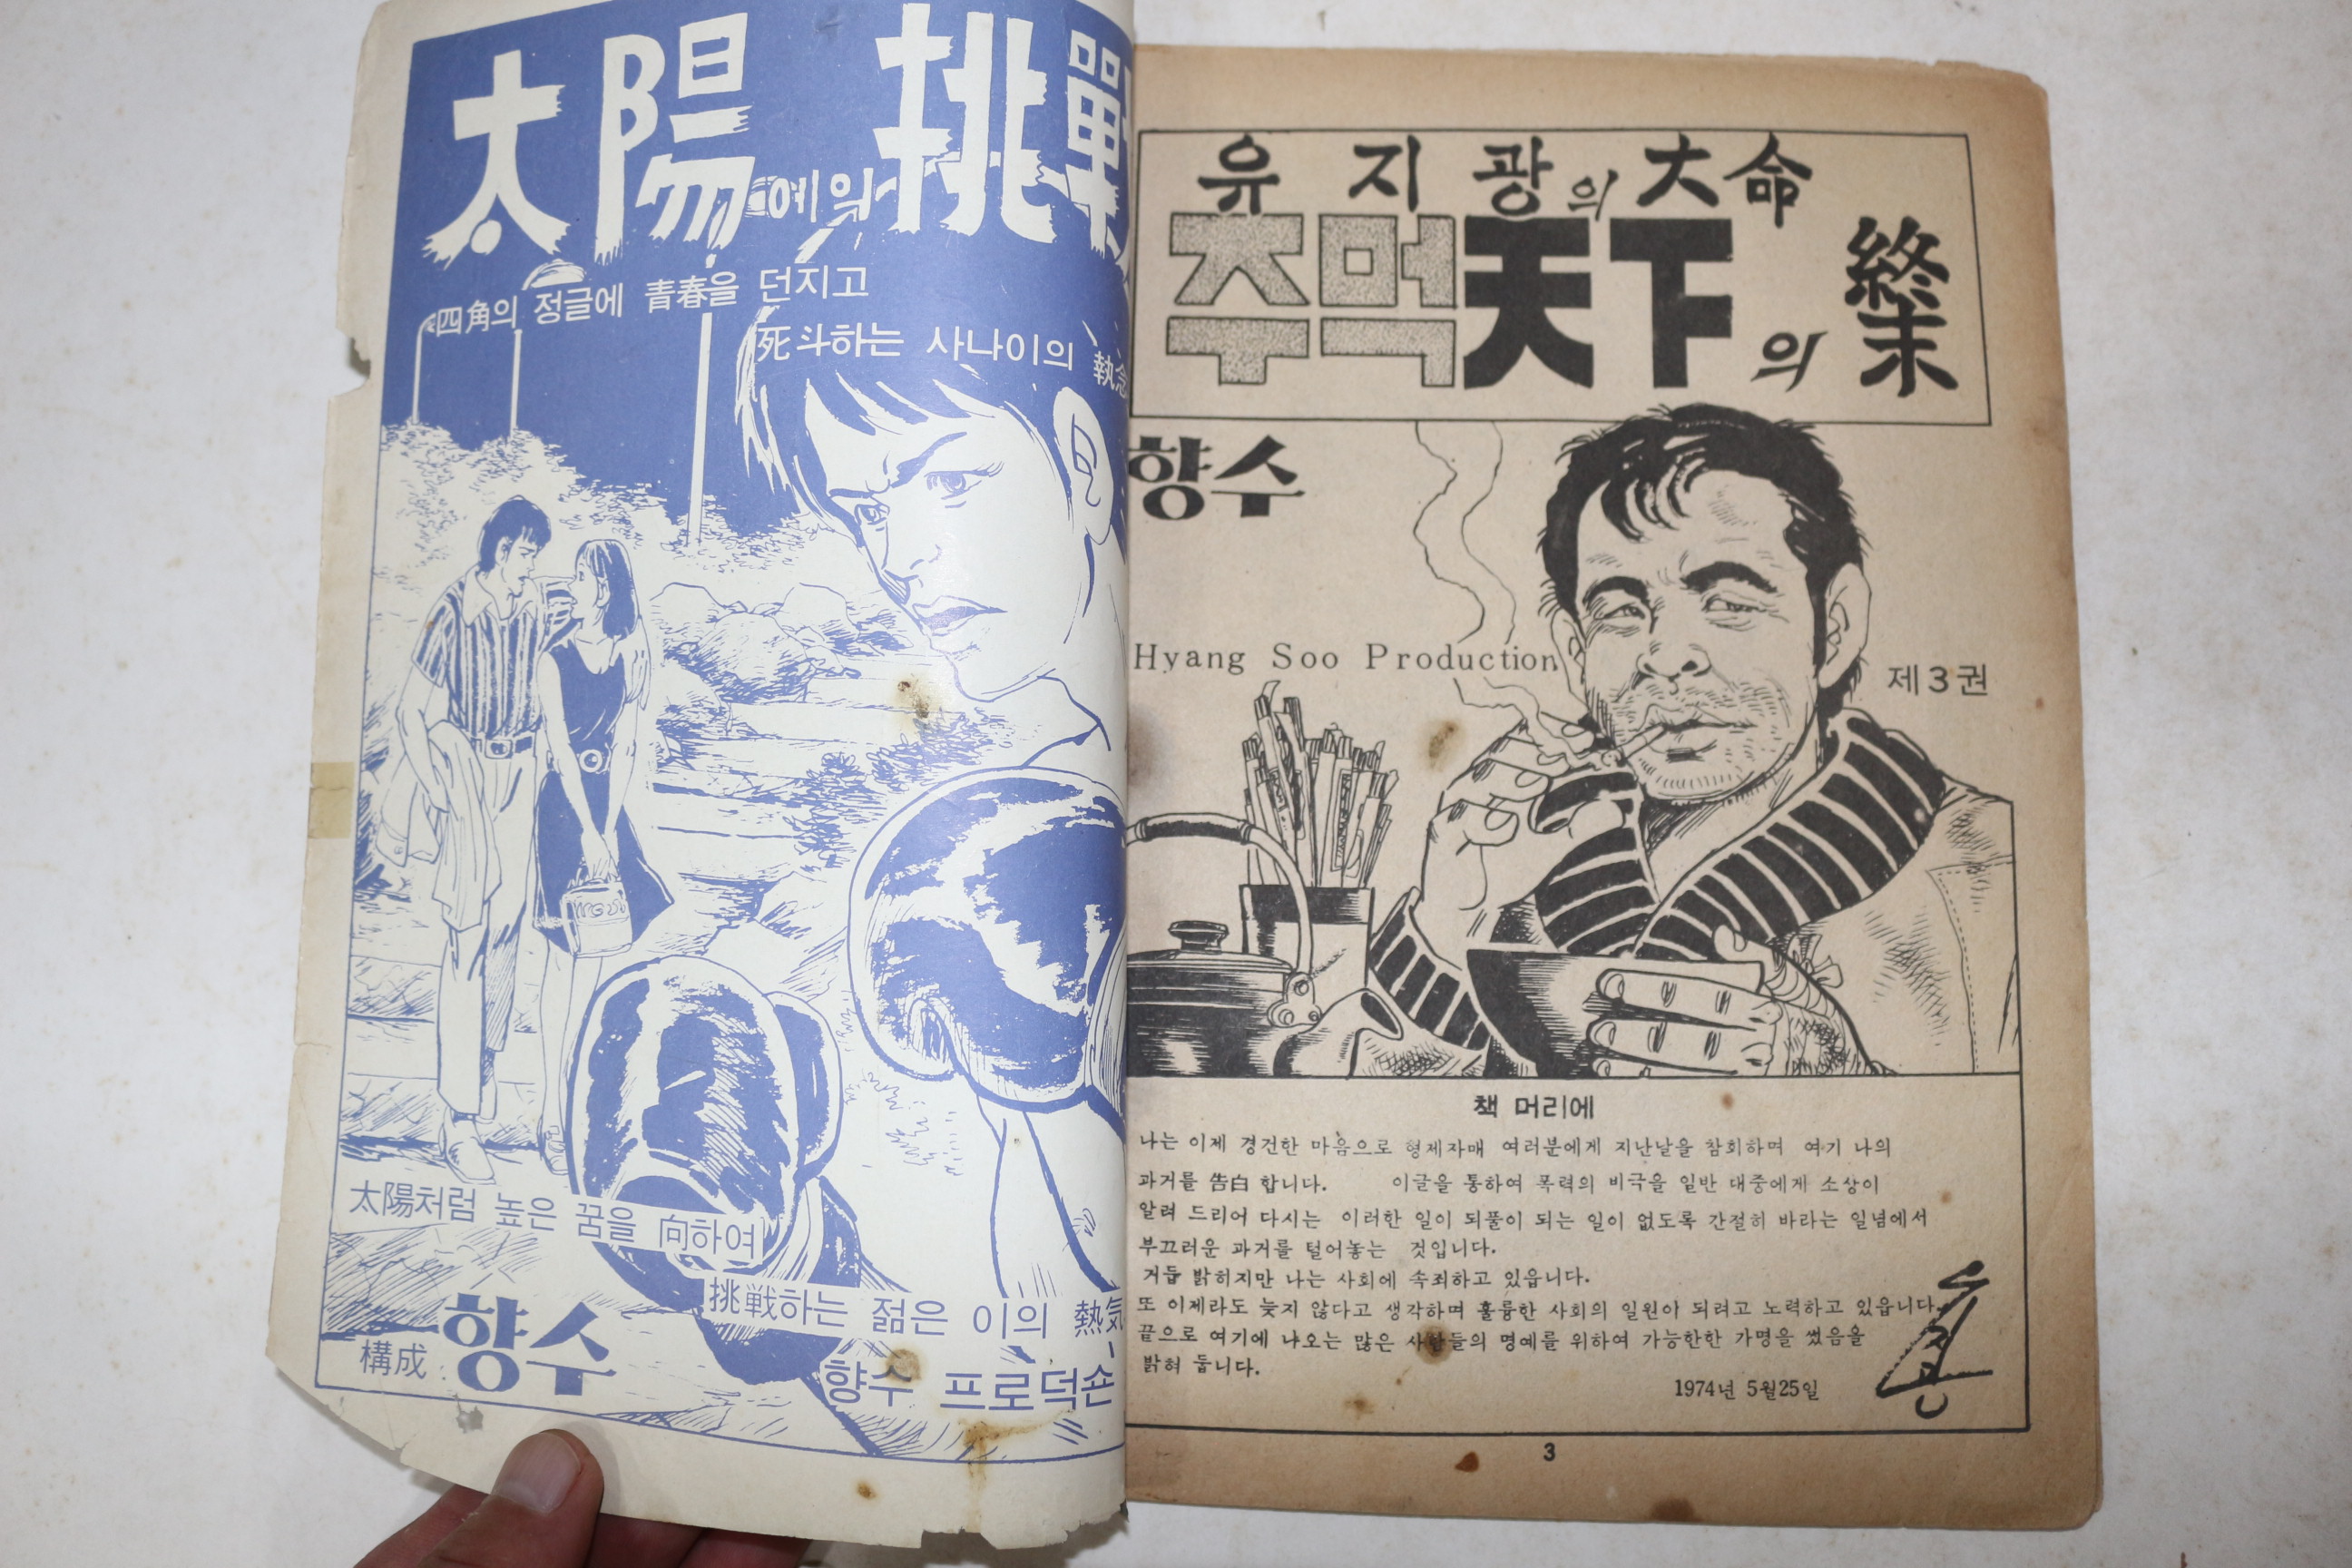 太陽에의 挑戰
四角의 정글에 青春을 던지고
死斗하는 사나이의 執念
太陽처럼 높은 꿈을 向하여
挑戦하는 젊은 이의 熱気
構成 향수
향수 프로덕숀
유지광의 大命
주먹天下의 終末
향수
Hyang Soo Production
제3권
책 머리에
나는 이제 경건한 마음으로 형제자매 여러분에게 지난날을 참회하며 여기 나의
과거를 告白 합니다. 이글을 통하여 폭력의 비극을 일반 대중에게 소상이
알려 드리어 다시는 이러한 일이 되풀이 되는 일이 없도록 간절히 바라는 일념에서
부끄러운 과거를 털어놓는 것입니다.
거듭 밝히지만 나는 사회에 속죄하고 있읍니다.
또 이제라도 늦지 않다고 생각하며 훌륭한 사회의 일원이 되려고 노력하고 있읍니다.
끝으로 여기에 나오는 많은 사람들의 명예를 위하여 가능한한 가명을 썼음을
밝혀 둡니다.
1974년 5월25일
3